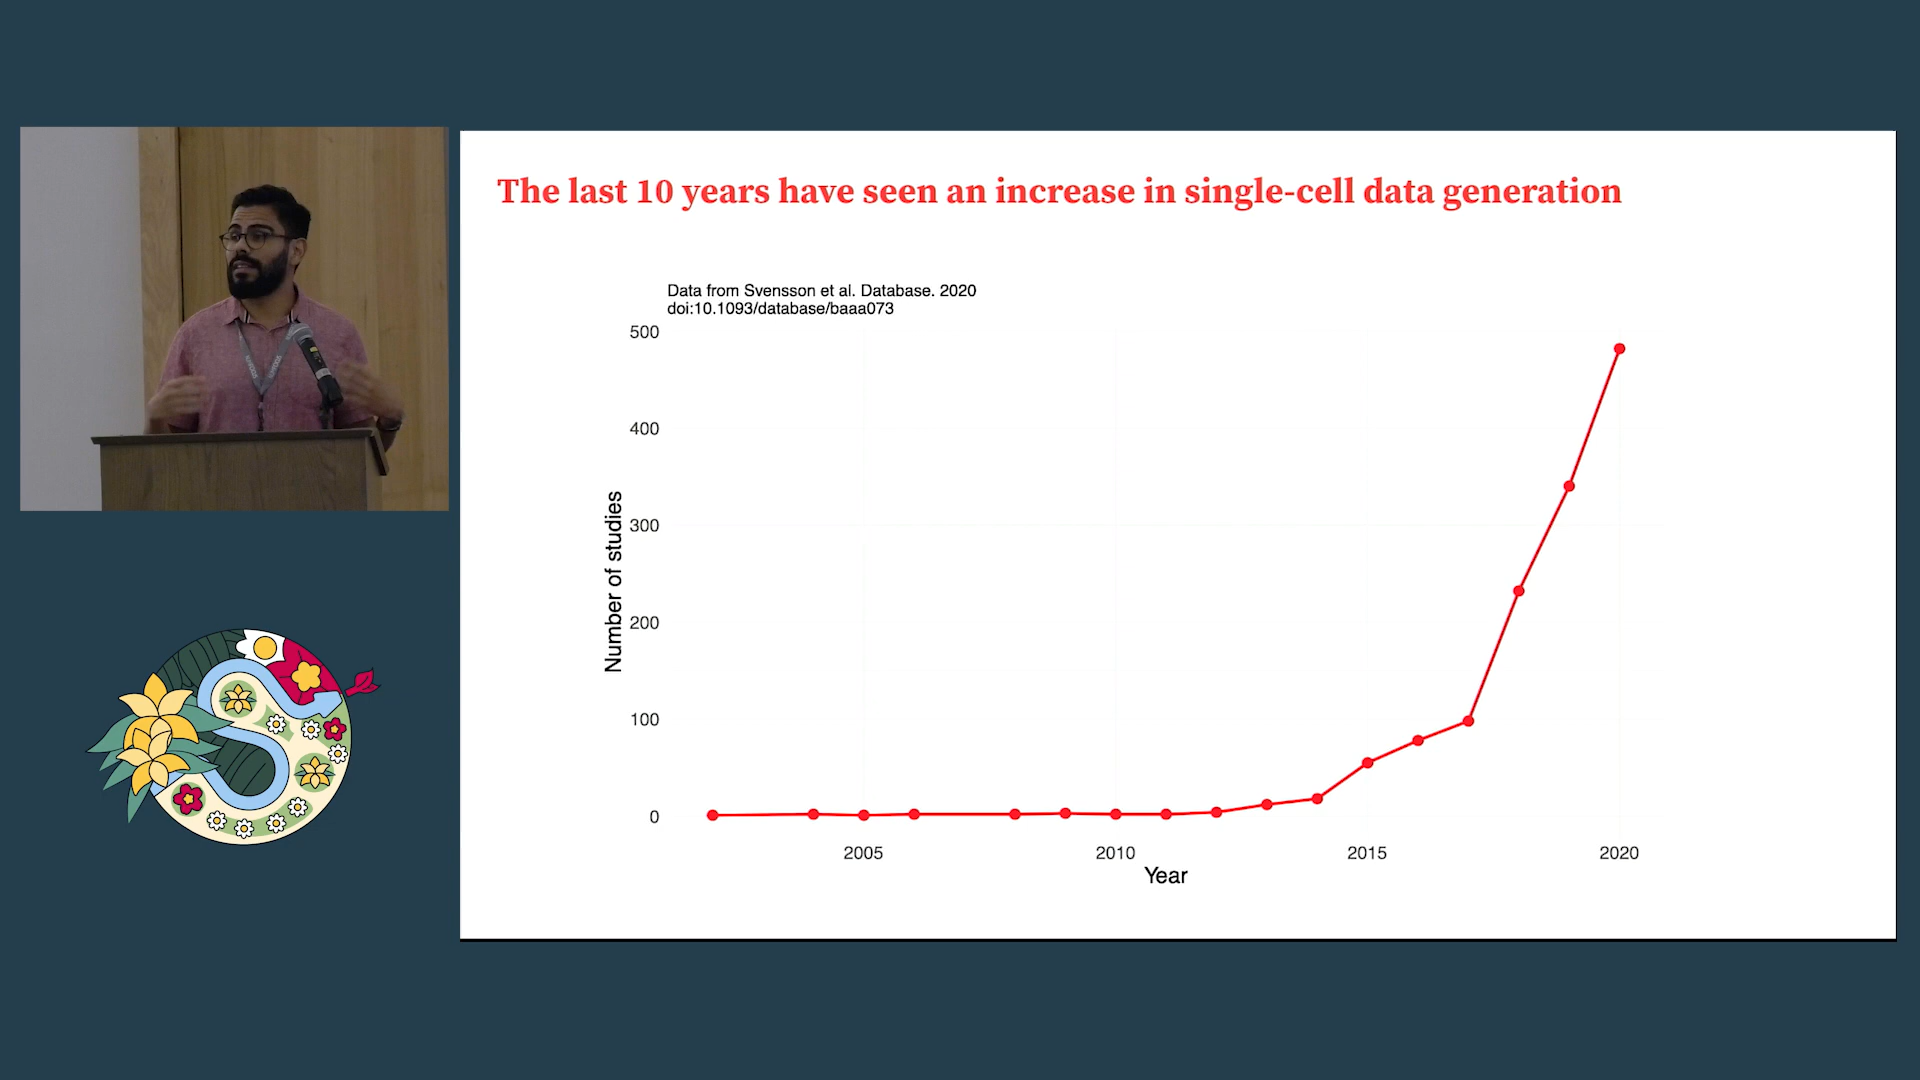 The last 10 years have seen an increase in single-cell data generation
Data from Svensson et al. Database. 2020
doi:10.1093/database/baaa073
500
400
300
200
100
0
Number of studies
2005
2010
2015
2020
Year